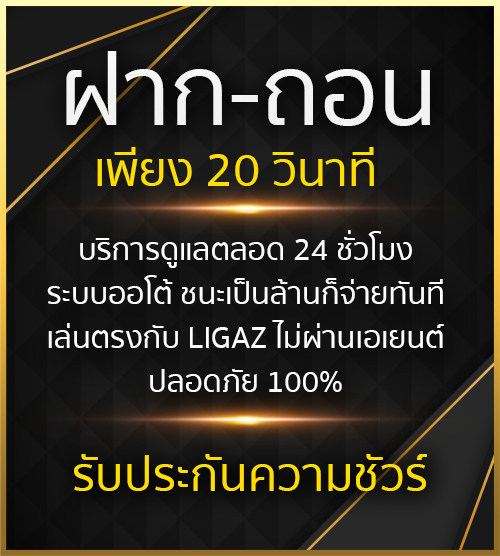 ฝาก-ถอน
เพียง 20 วินาที
บริการดูแลตลอด 24 ชั่วโมง
ระบบออโต้ ชนะเป็นล้านก็จ่ายทันที
เล่นตรงกับ LIGAZ ไม่ผ่านเอเยนต์
ปลอดภัย 100%
รับประกันความชัวร์